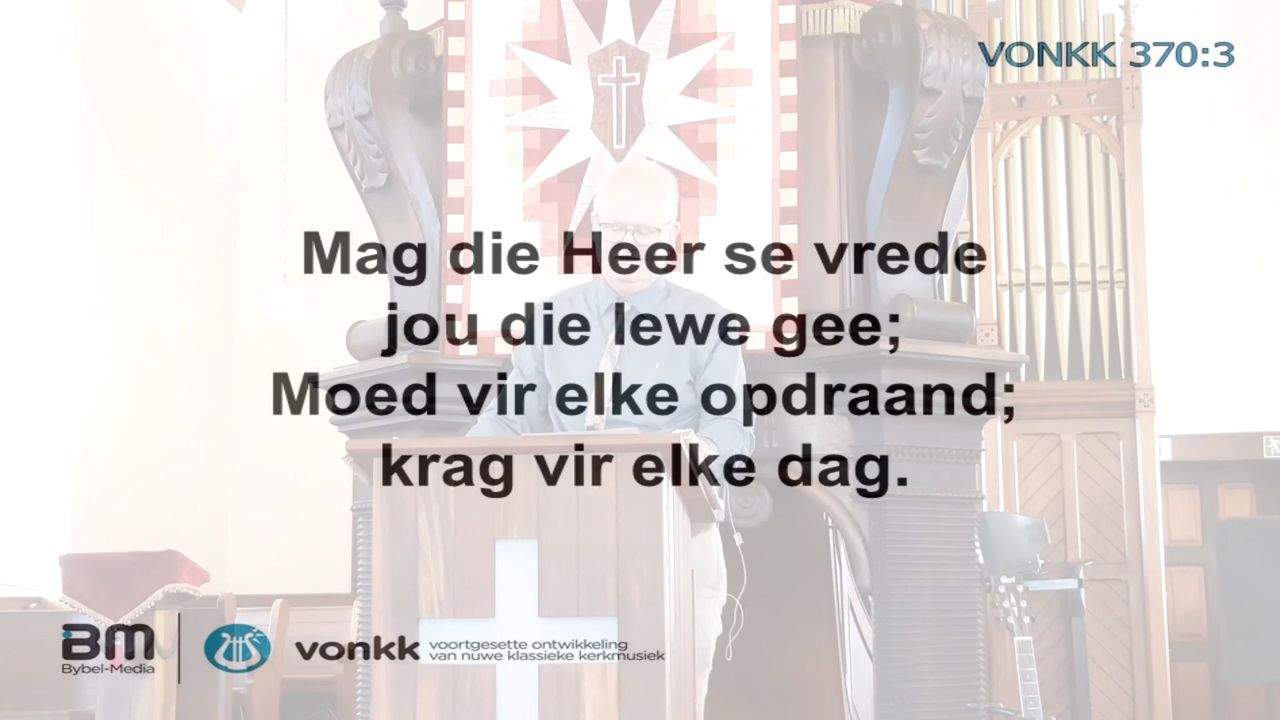 VONKK 370:3
Mag die Heer se vrede
jou die lewe gee;
Moed vir elke opdraand;
krag vir elke dag.
BM
Bybel-Media
vonkk
voortgesette ontwikkeling
van nuwe klassieke kerkmusiek